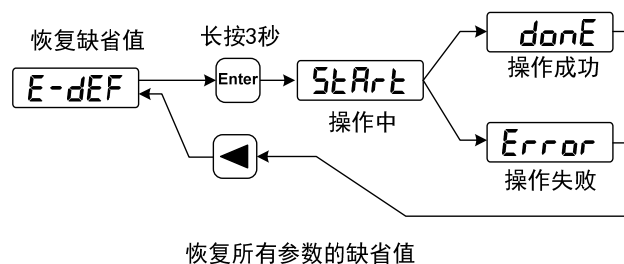 恢复缺省值
长按3秒
donE
操作成功
E-dEF
Enter
StArt
操作中
Error
操作失败
恢复所有参数的缺省值